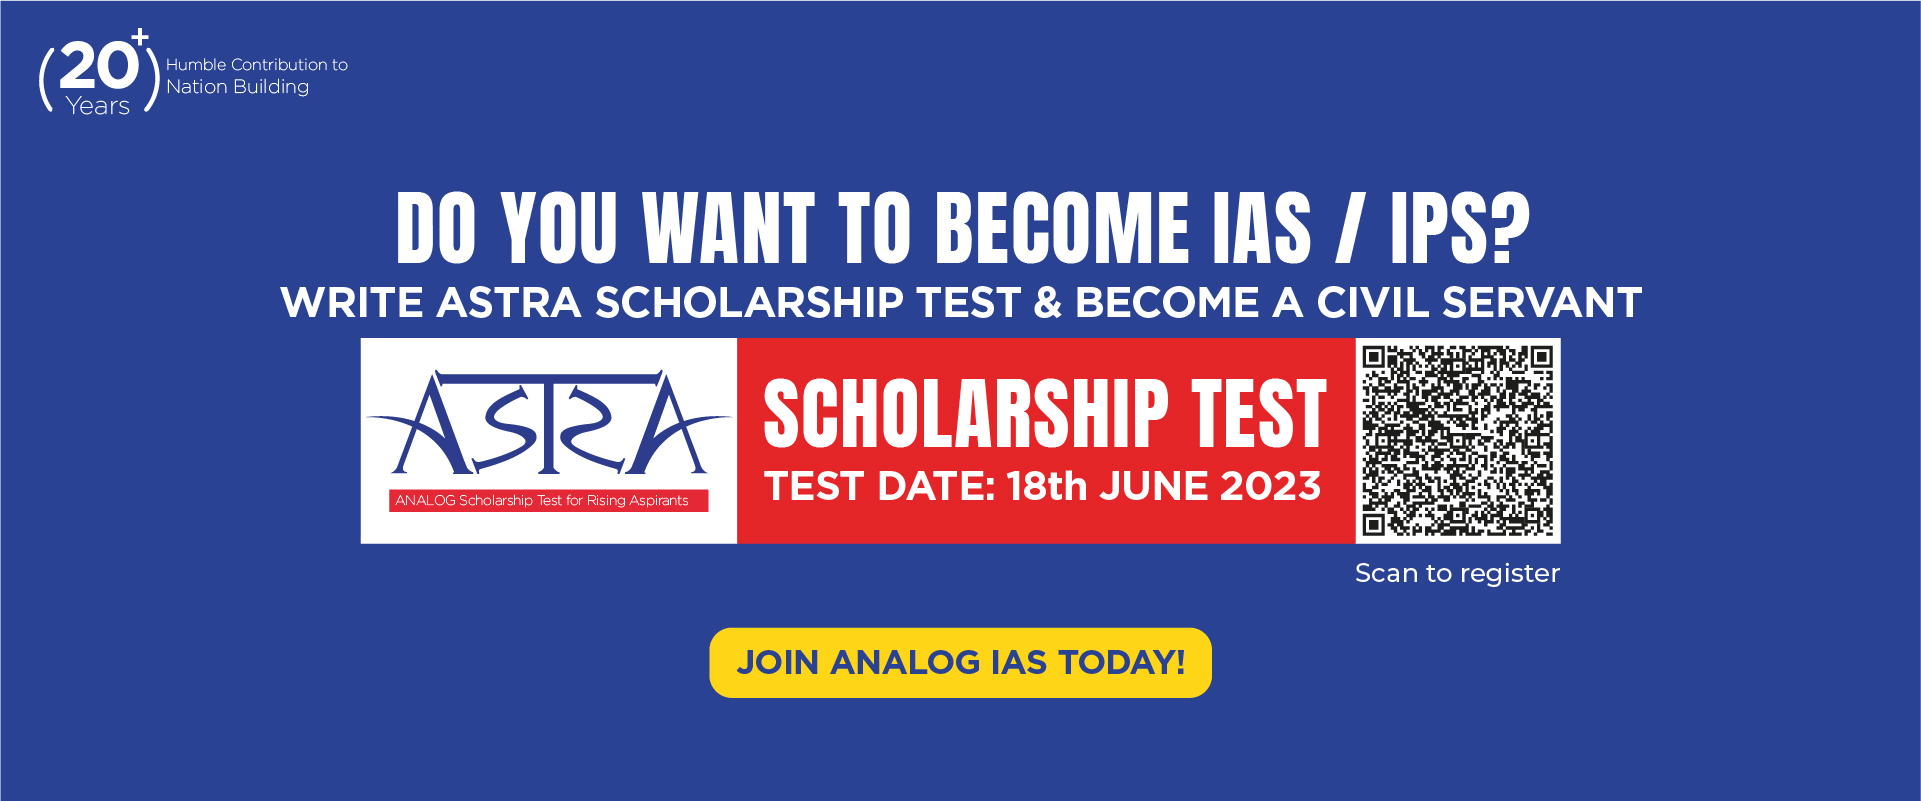 (20+)
Years
Humble Contribution to
Nation Building
DO YOU WANT TO BECOME IAS / IPS?
WRITE ASTRA SCHOLARSHIP TEST & BECOME A CIVIL SERVANT
ASTRA
ANALOG Scholarship Test for Rising Aspirants
SCHOLARSHIP TEST
TEST DATE: 18th JUNE 2023
Scan to register
JOIN ANALOG IAS TODAY!